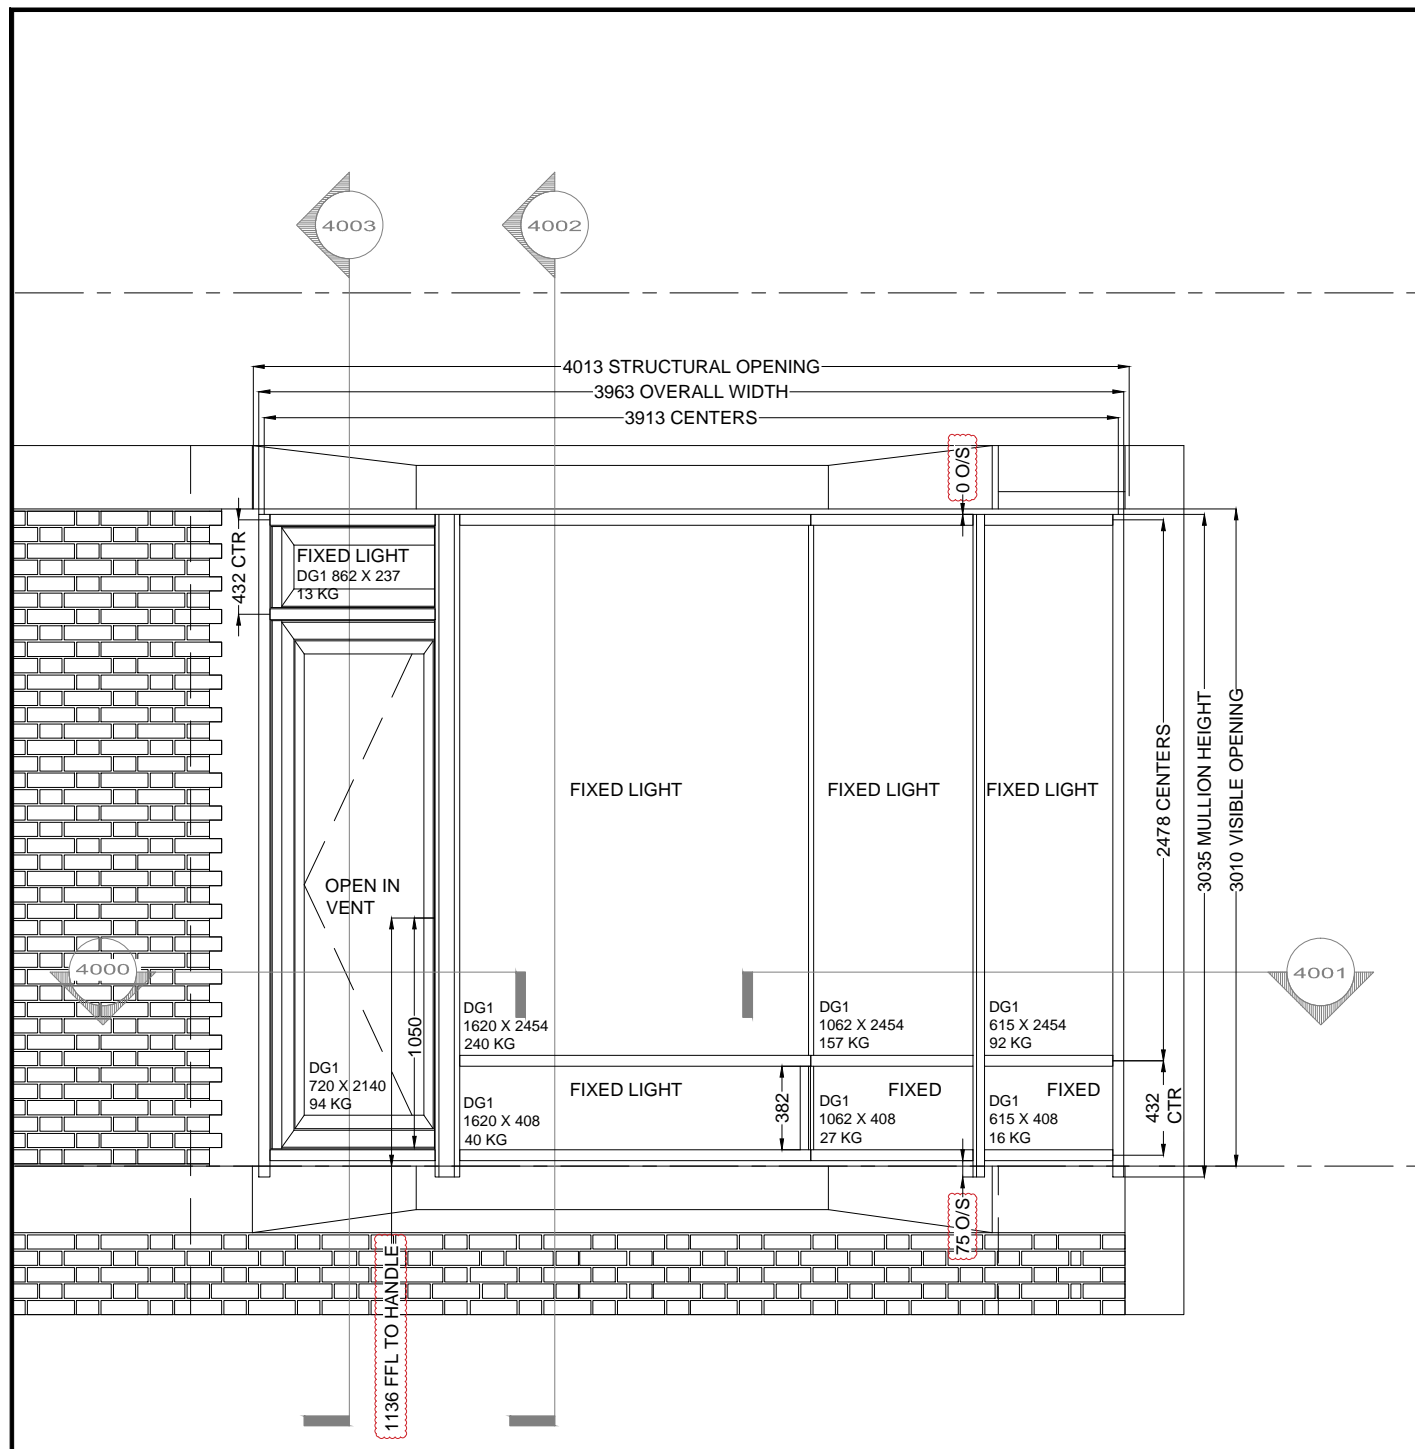 4003
4002
4013 STRUCTURAL OPENING
3963 OVERALL WIDTH
3913 CENTERS
0 O/S
432 CTR
FIXED LIGHT
DG1 862 X 237
13 KG
FIXED LIGHT
FIXED LIGHT
FIXED LIGHT
2478 CENTERS
3035 MULLION HEIGHT
3010 VISIBLE OPENING
OPEN IN
VENT
4000
4001
1050
DG1
1620 X 2454
240 KG
DG1
1062 X 2454
157 KG
DG1
615 X 2454
92 KG
DG1
720 X 2140
94 KG
FIXED LIGHT
DG1
1620 X 408
40 KG
382
FIXED
DG1
1062 X 408
27 KG
FIXED
DG1
615 X 408
16 KG
432
CTR
75 O/S
1136 FFL TO HANDLE